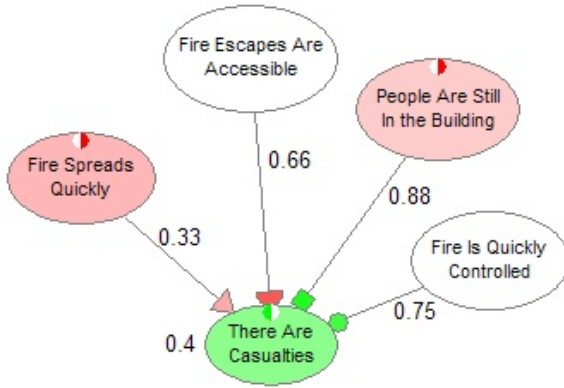 Fire Escapes Are
Accessible
People Are Still
In the Building
Fire Spreads
Quickly
0.66
0.88
0.33
Fire Is Quickly
Controlled
0.75
0.4
There Are
Casualties